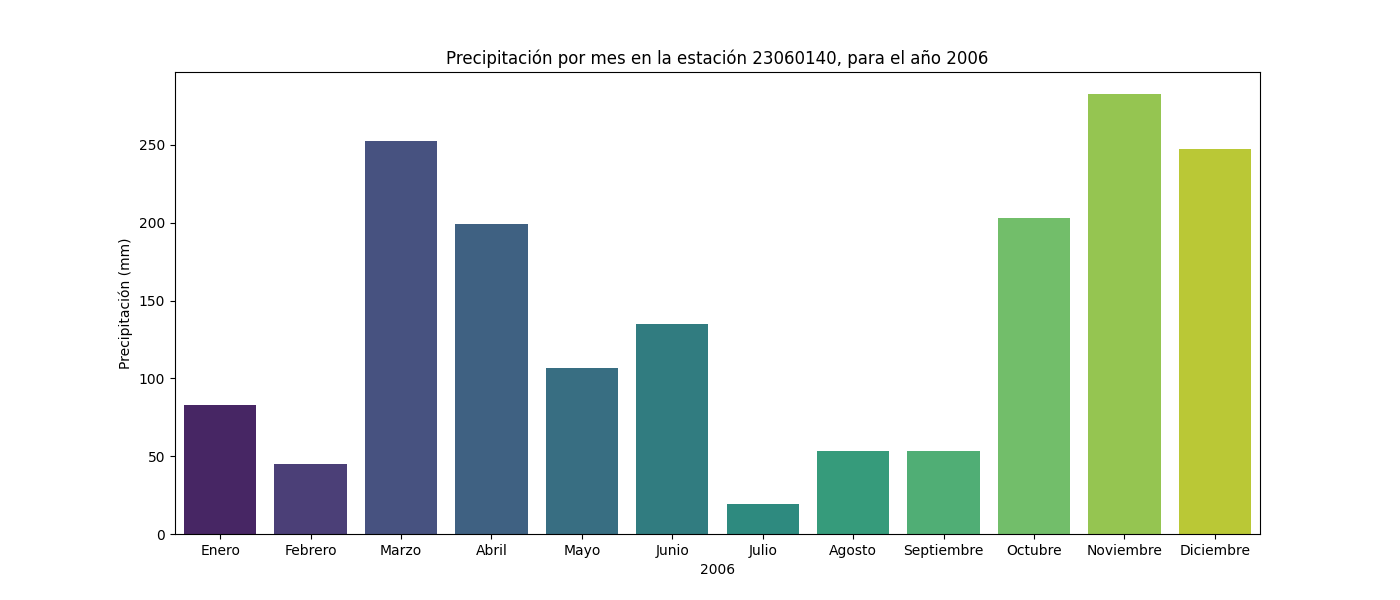 Precipitación por mes en la estación 23060140, para el año 2006
Precipitación (mm)
250
200
150
100
50
0
Enero Febrero Marzo Abril Mayo Junio Julio Agosto Septiembre Octubre Noviembre Diciembre
2006